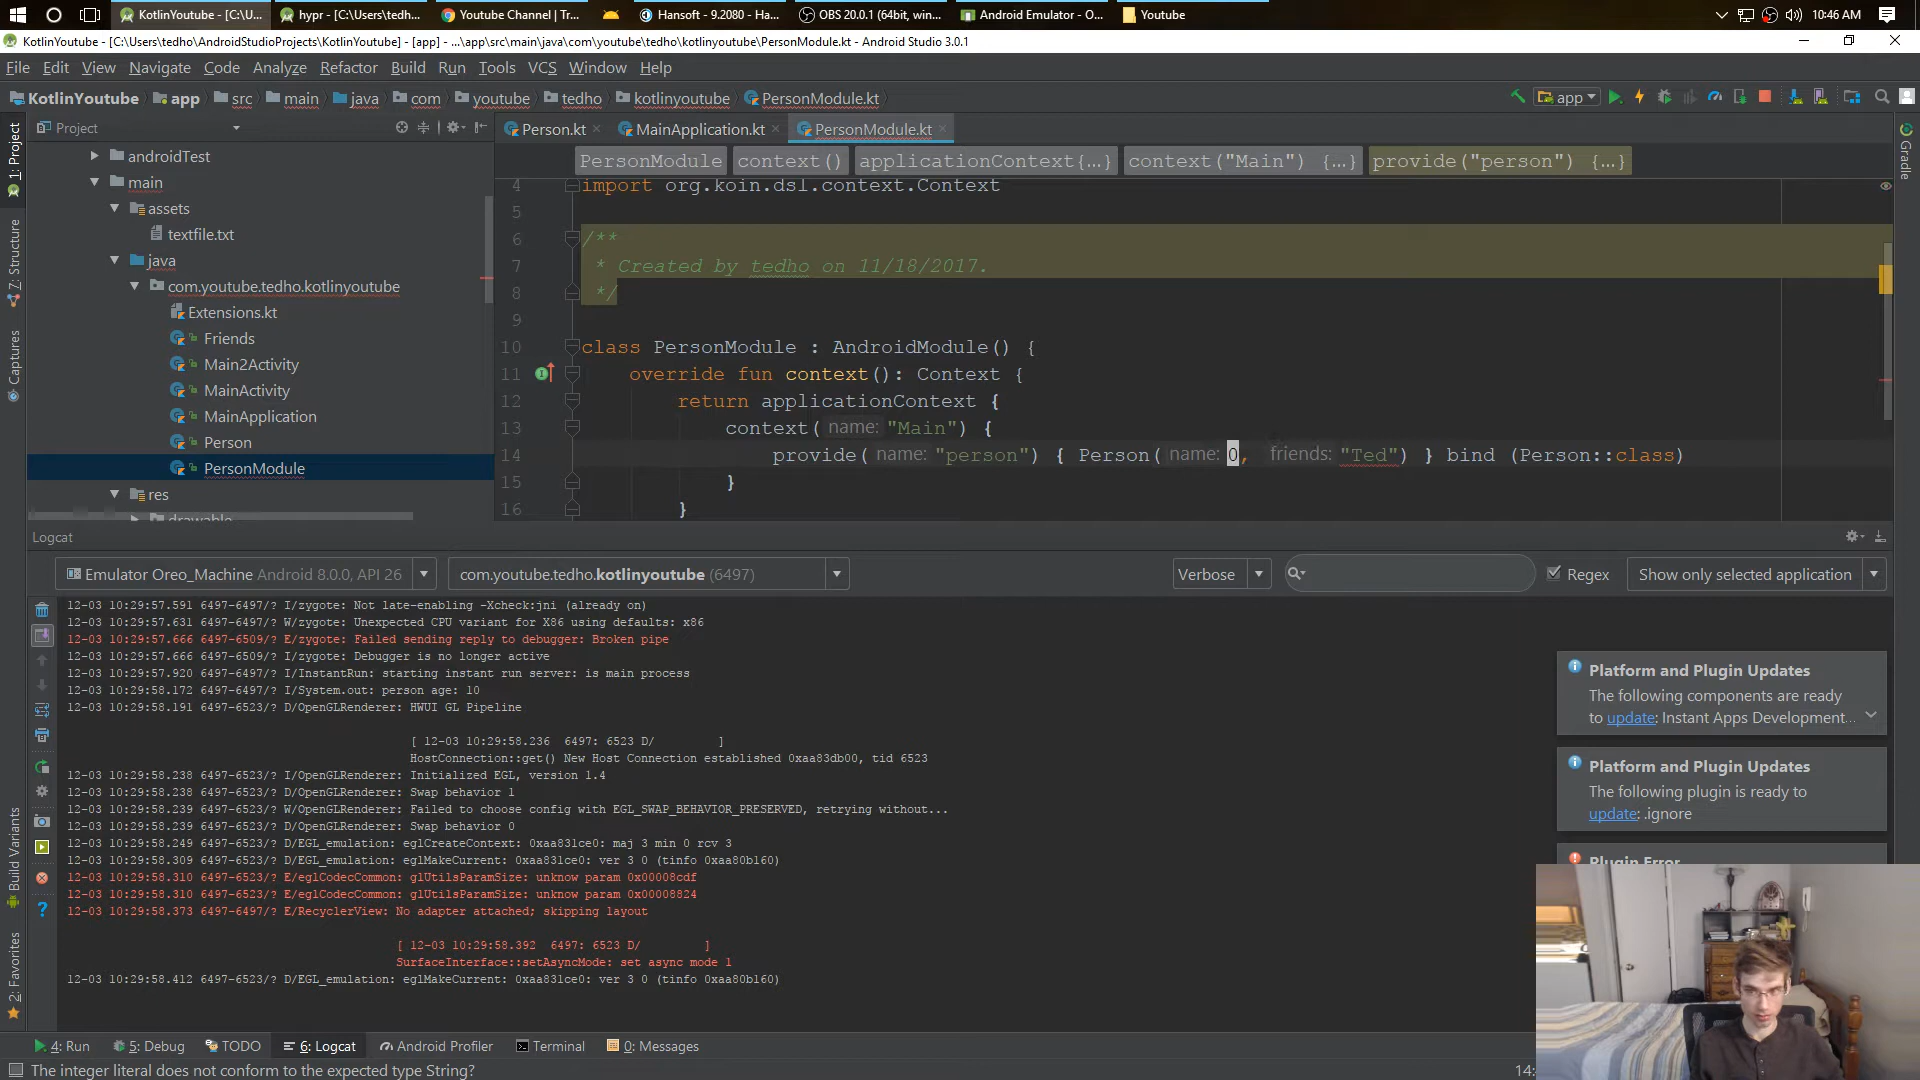 KotlinYoutube - [C:\U...
hypr - [C:\Users\tedh...
Youtube Channel | Tr...
Hansoft - 9.2080 - Ha...
OBS 20.0.1 (64bit, win...
Android Emulator - O...
Youtube
10:46 AM
KotlinYoutube - [C:\Users\tedho\AndroidStudioProjects\KotlinYoutube] - [app] - ...\app\src\main\java\com\youtube\tedho\kotlinyoutube\PersonModule.kt - Android Studio 3.0.1
File Edit View Navigate Code Analyze Refactor Build Run Tools VCS Window Help
KotlinYoutube app src main java com youtube tedho kotlinyoutube PersonModule.kt
app
Project
Person.kt MainApplication.kt PersonModule.kt
PersonModule context() applicationContext{...} context("Main") {...} provide("person") {...}
1: Project
7: Structure
Captures
Build Variants
2: Favorites
Gradle
androidTest
main
assets
textfile.txt
java
com.youtube.tedho.kotlinyoutube
Extensions.kt
Friends
Main2Activity
MainActivity
MainApplication
Person
PersonModule
res
drawable
4 import org.koin.dsl.context.Context
5
6 /**
7 * Created by tedho on 11/18/2017.
8 */
9
10 class PersonModule : AndroidModule() {
11 override fun context(): Context {
12 return applicationContext {
13 context( name: "Main") {
14 provide( name: "person") { Person( name: 0, friends: "Ted") } bind (Person::class)
15 }
16 }
Logcat
Emulator Oreo_Machine Android 8.0.0, API 26
com.youtube.tedho.kotlinyoutube (6497)
Verbose
Regex
Show only selected application
12-03 10:29:57.591 6497-6497/? I/zygote: Not late-enabling -Xcheck:jni (already on)
12-03 10:29:57.631 6497-6497/? W/zygote: Unexpected CPU variant for X86 using defaults: x86
12-03 10:29:57.666 6497-6509/? E/zygote: Failed sending reply to debugger: Broken pipe
12-03 10:29:57.666 6497-6509/? I/zygote: Debugger is no longer active
12-03 10:29:57.920 6497-6497/? I/InstantRun: starting instant run server: is main process
12-03 10:29:58.172 6497-6497/? I/System.out: person age: 10
12-03 10:29:58.191 6497-6523/? D/OpenGLRenderer: HWUI GL Pipeline
[ 12-03 10:29:58.236 6497: 6523 D/ ]
HostConnection::get() New Host Connection established 0xaa83db00, tid 6523
12-03 10:29:58.238 6497-6523/? I/OpenGLRenderer: Initialized EGL, version 1.4
12-03 10:29:58.238 6497-6523/? D/OpenGLRenderer: Swap behavior 1
12-03 10:29:58.239 6497-6523/? W/OpenGLRenderer: Failed to choose config with EGL_SWAP_BEHAVIOR_PRESERVED, retrying without...
12-03 10:29:58.239 6497-6523/? D/OpenGLRenderer: Swap behavior 0
12-03 10:29:58.249 6497-6523/? D/EGL_emulation: eglCreateContext: 0xaa831ce0: maj 3 min 0 rcv 3
12-03 10:29:58.309 6497-6523/? D/EGL_emulation: eglMakeCurrent: 0xaa831ce0: ver 3 0 (tinfo 0xaa80b160)
12-03 10:29:58.310 6497-6523/? E/eglCodecCommon: glUtilsParamSize: unknow param 0x00008cdf
12-03 10:29:58.310 6497-6523/? E/eglCodecCommon: glUtilsParamSize: unknow param 0x00008824
12-03 10:29:58.373 6497-6497/? E/RecyclerView: No adapter attached; skipping layout
[ 12-03 10:29:58.392 6497: 6523 D/ ]
SurfaceInterface::setAsyncMode: set async mode 1
12-03 10:29:58.412 6497-6523/? D/EGL_emulation: eglMakeCurrent: 0xaa831ce0: ver 3 0 (tinfo 0xaa80b160)
Platform and Plugin Updates
The following components are ready
to update: Instant Apps Development...
Platform and Plugin Updates
The following plugin is ready to
update: .ignore
Plugin Error
4: Run 5: Debug TODO 6: Logcat Android Profiler Terminal 0: Messages
The integer literal does not conform to the expected type String?
14: